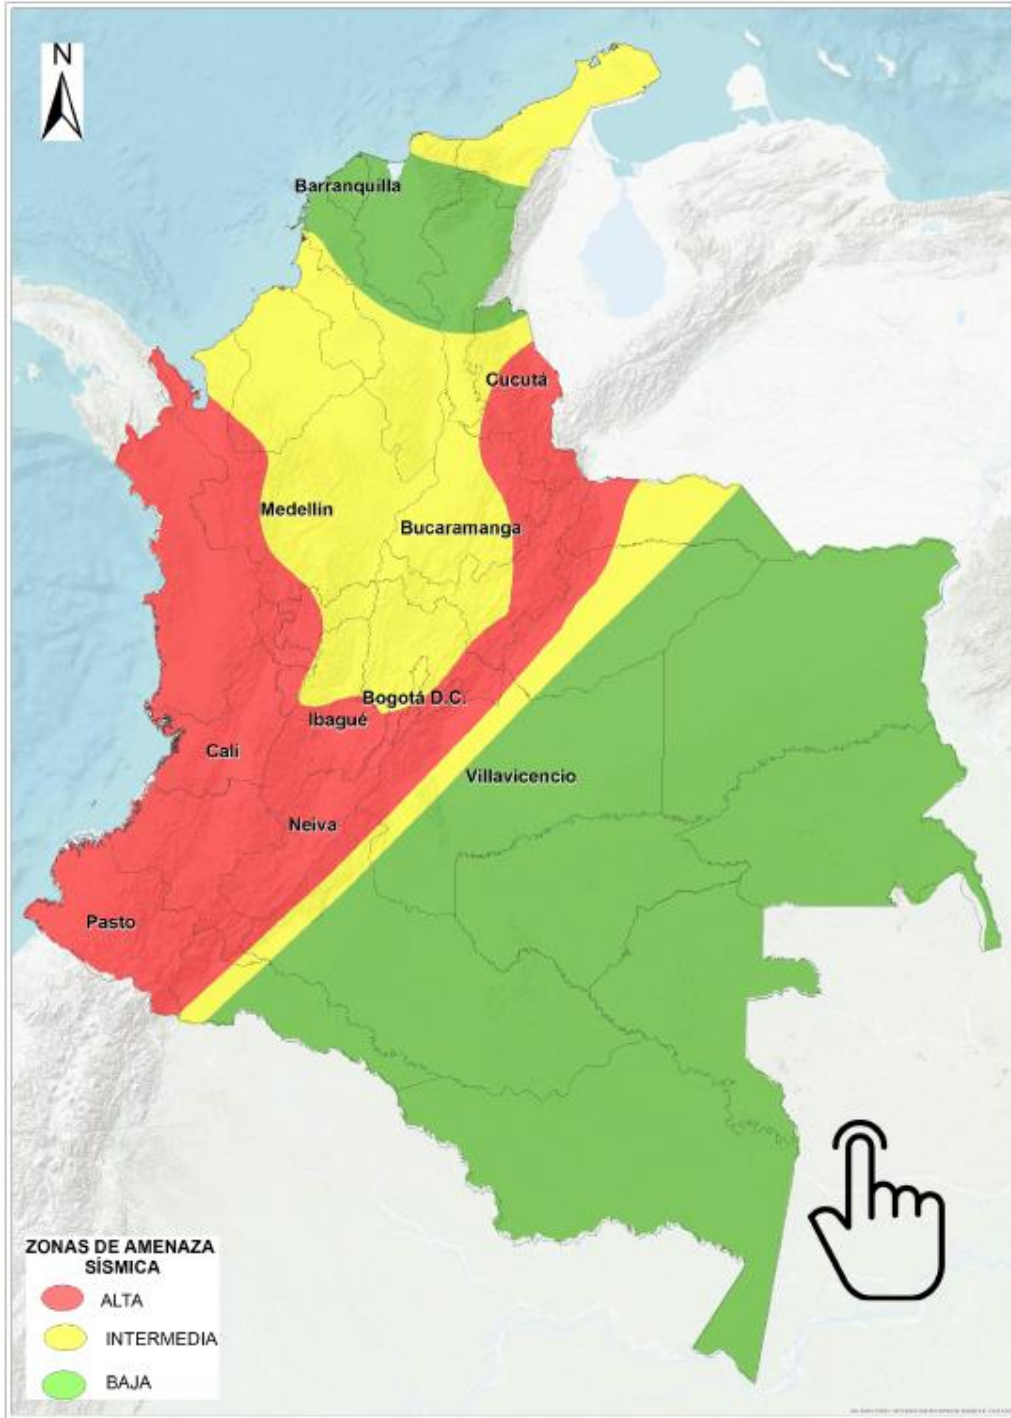 N
Barranquilla
Cucutá
Medellín
Bucaramanga
Bogotá D.C.
Ibagué
Cali
Villavicencio
Neiva
Pasto
ZONAS DE AMENAZA
SÍSMICA
ALTA
INTERMEDIA
BAJA